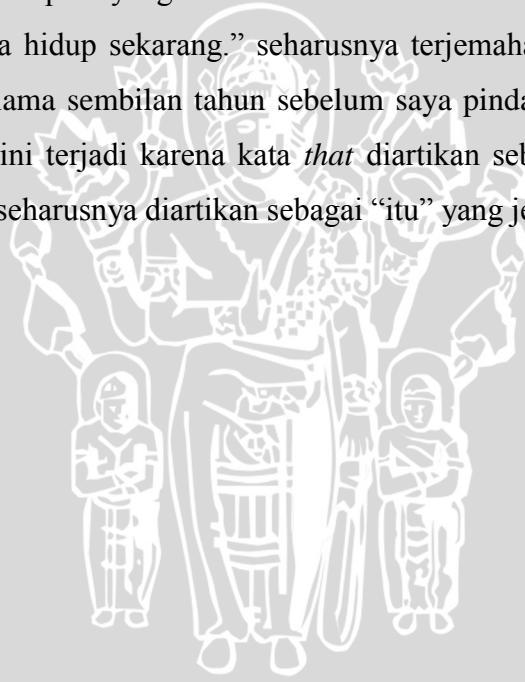 a hidup sekarang.” seharusnya terjemaha
lama sembilan tahun sebelum saya pinda
ini terjadi karena kata that diartikan seb
seharusnya diartikan sebagai “itu” yang je